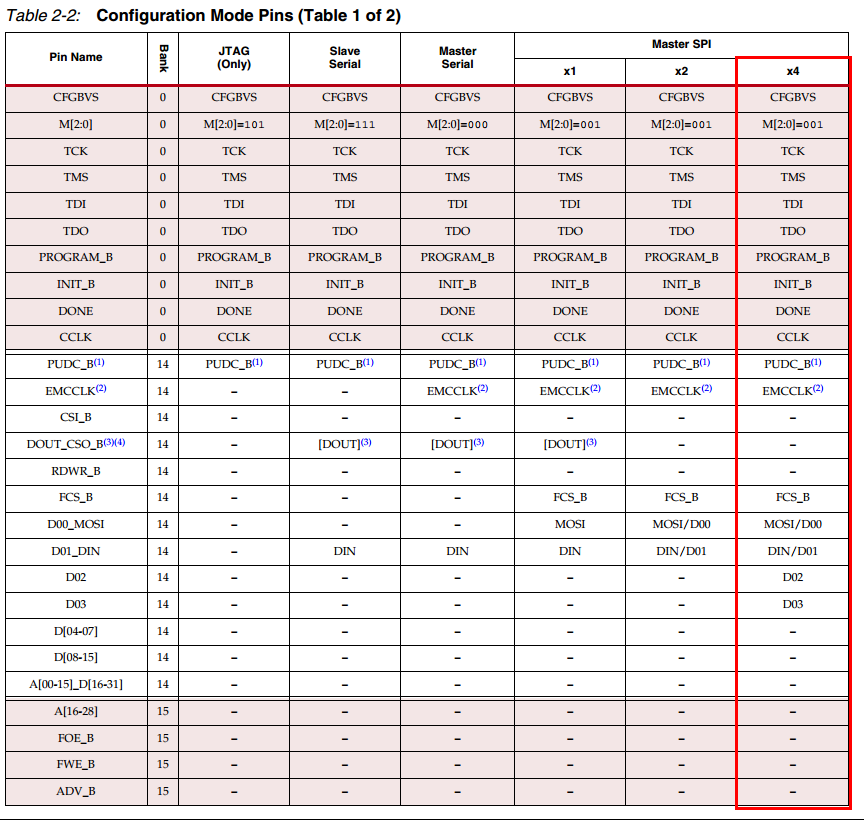 Table 2-2: Configuration Mode Pins (Table 1 of 2)
Pin Name Bank JTAG (Only) Slave Serial Master Serial Master SPI
x1 x2 x4
CFGBVS 0 CFGBVS CFGBVS CFGBVS CFGBVS CFGBVS CFGBVS
M[2:0] 0 M[2:0]=101 M[2:0]=111 M[2:0]=000 M[2:0]=001 M[2:0]=001 M[2:0]=001
TCK 0 TCK TCK TCK TCK TCK TCK
TMS 0 TMS TMS TMS TMS TMS TMS
TDI 0 TDI TDI TDI TDI TDI TDI
TDO 0 TDO TDO TDO TDO TDO TDO
PROGRAM_B 0 PROGRAM_B PROGRAM_B PROGRAM_B PROGRAM_B PROGRAM_B PROGRAM_B
INIT_B 0 INIT_B INIT_B INIT_B INIT_B INIT_B INIT_B
DONE 0 DONE DONE DONE DONE DONE DONE
CCLK 0 CCLK CCLK CCLK CCLK CCLK CCLK
PUDC_B(1) 14 PUDC_B(1) PUDC_B(1) PUDC_B(1) PUDC_B(1) PUDC_B(1) PUDC_B(1)
EMCCLK(2) 14 – – EMCCLK(2) EMCCLK(2) EMCCLK(2) EMCCLK(2)
CSI_B 14 – – – – – –
DOUT_CSO_B(3)(4) 14 – [DOUT](3) [DOUT](3) [DOUT](3) – –
RDWR_B 14 – – – – – –
FCS_B 14 – – – FCS_B FCS_B FCS_B
D00_MOSI 14 – – – MOSI MOSI/D00 MOSI/D00
D01_DIN 14 – DIN DIN DIN DIN/D01 DIN/D01
D02 14 – – – – – D02
D03 14 – – – – – D03
D[04-07] 14 – – – – – –
D[08-15] 14 – – – – – –
A[00-15]_D[16-31] 14 – – – – – –
A[16-28] 15 – – – – – –
FOE_B 15 – – – – – –
FWE_B 15 – – – – – –
ADV_B 15 – – – – – –